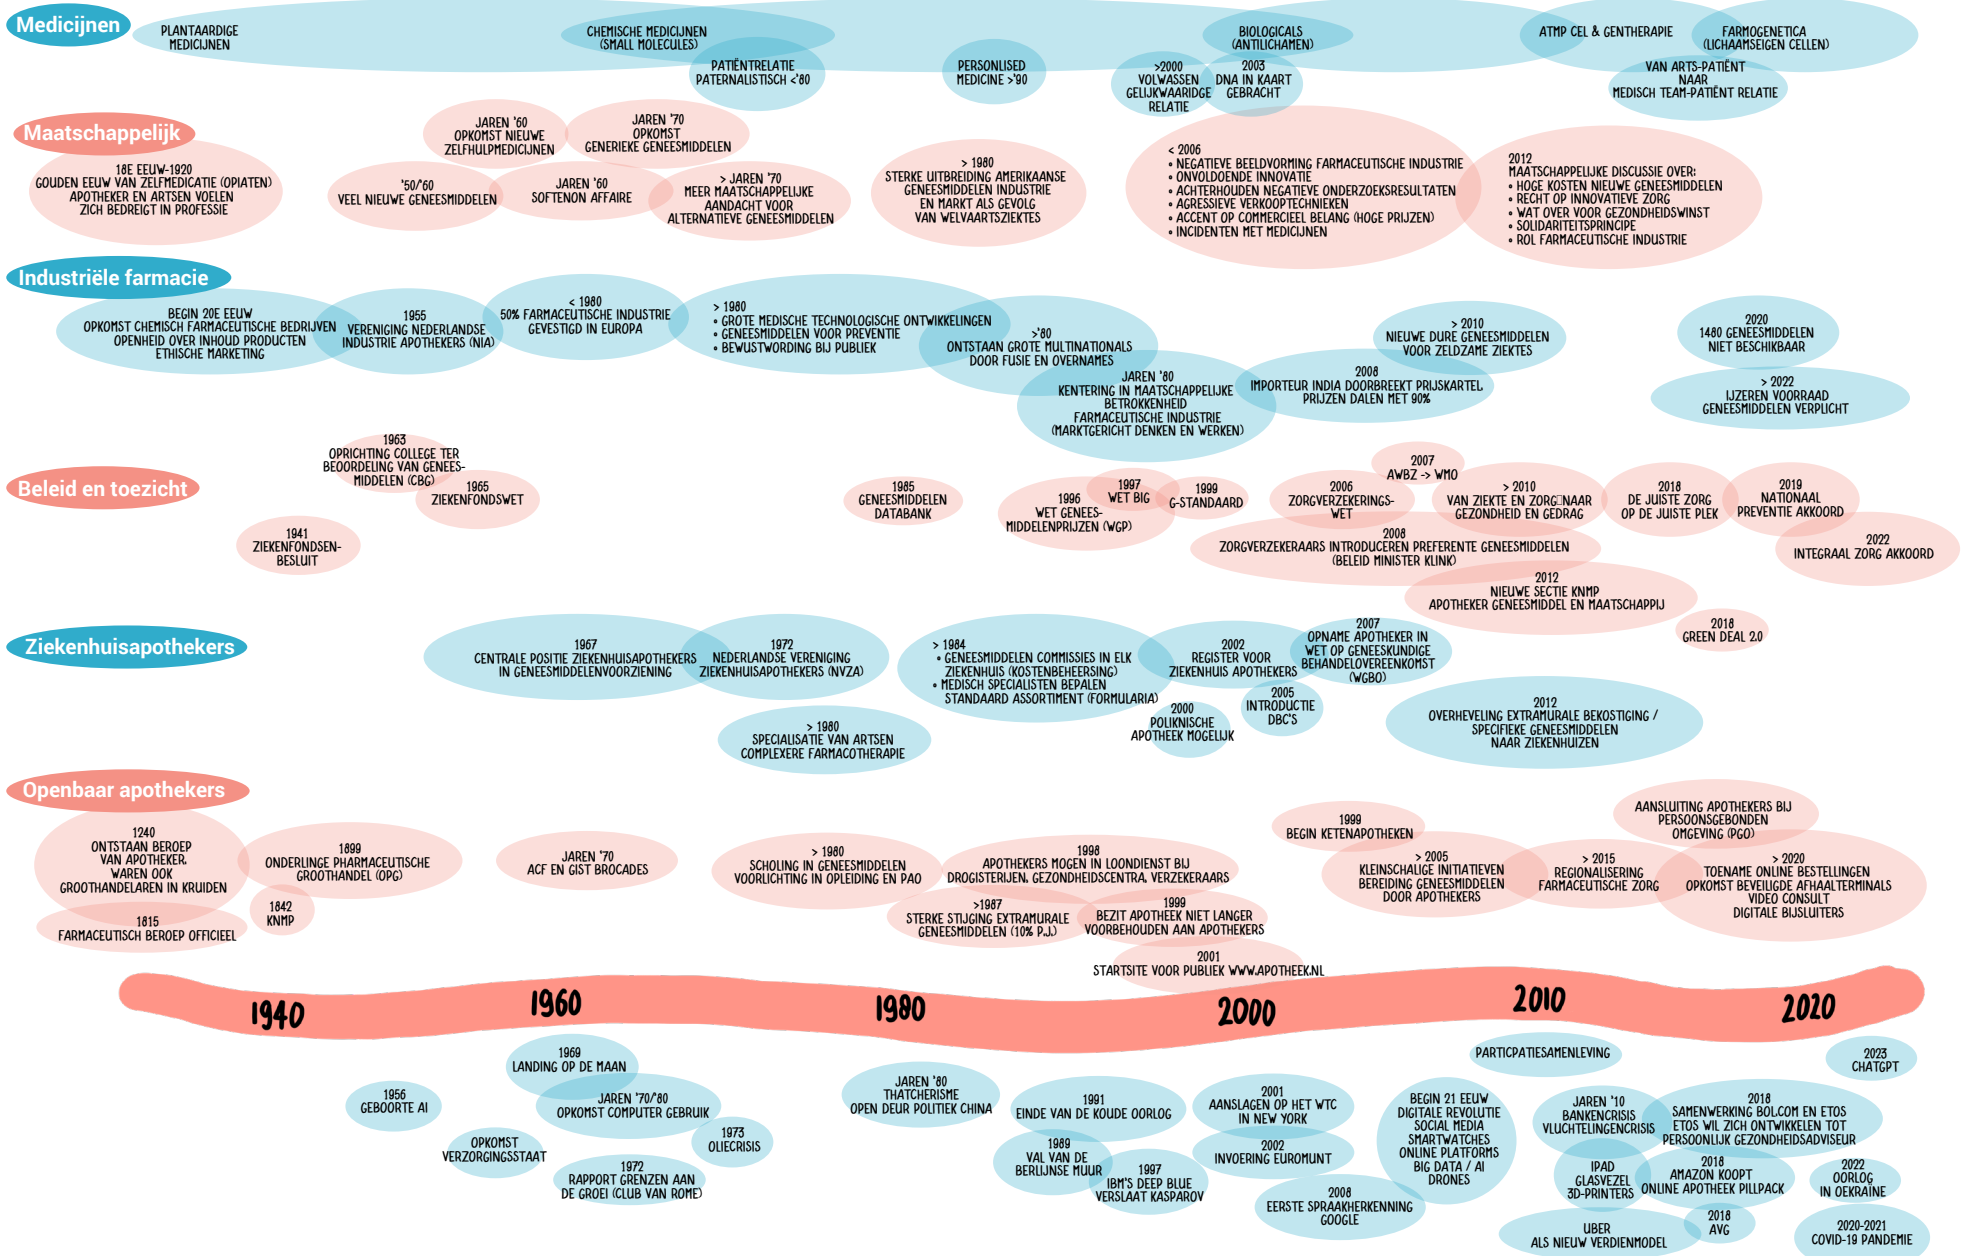 Medicijnen
PLANTAARDIGE
MEDICIJNEN
CHEMISCHE MEDICIJNEN
(SMALL MOLECULES)
BIOLOGICALS
(ANTILICHAMEN)
ATMP CEL & GENTHERAPIE
FARMOGENETICA
(LICHAAMSEIGEN CELLEN)
PATIËNTRELATIE
PATERNALISTISCH <'80
PERSONLISED
MEDICINE >'90
>2000
VOLWASSEN
GELIJKWAARIDGE
RELATIE
2003
DNA IN KAART
GEBRACHT
VAN ARTS-PATIËNT
NAAR
MEDISCH TEAM-PATIËNT RELATIE
Maatschappelijk
18E EEUW-1920
GOUDEN EEUW VAN ZELFMEDICATIE (OPIATEN)
APOTHEKER EN ARTSEN VOELEN
ZICH BEDREIGT IN PROFESSIE
JAREN '60
OPKOMST NIEUWE
ZELFHULPMEDICIJNEN
JAREN '70
OPKOMST
GENERIEKE GENEESMIDDELEN
'50/'60
VEEL NIEUWE GENEESMIDDELEN
JAREN '60
SOFTENON AFFAIRE
> JAREN '70
MEER MAATSCHAPPELIJKE
AANDACHT VOOR
ALTERNATIEVE GENEESMIDDELEN
> 1980
STERKE UITBREIDING AMERIKAANSE
GENEESMIDDELEN INDUSTRIE
EN MARKT ALS GEVOLG
VAN WELVAARTSZIEKTES
< 2006
• NEGATIEVE BEELDVORMING FARMACEUTISCHE INDUSTRIE
• ONVOLDOENDE INNOVATIE
• ACHTERHOUDEN NEGATIEVE ONDERZOEKSRESULTATEN
• AGRESSIEVE VERKOOPTECHNIEKEN
• ACCENT OP COMMERCIEEL BELANG (HOGE PRIJZEN)
• INCIDENTEN MET MEDICIJNEN
2012
MAATSCHAPPELIJKE DISCUSSIE OVER:
• HOGE KOSTEN NIEUWE GENEESMIDDELEN
• RECHT OP INNOVATIEVE ZORG
• WAT OVER VOOR GEZONDHEIDSWINST
• SOLIDARITEITSPRINCIPE
• ROL FARMACEUTISCHE INDUSTRIE
Industriële farmacie
BEGIN 20E EEUW
OPKOMST CHEMISCH FARMACEUTISCHE BEDRIJVEN
OPENHEID OVER INHOUD PRODUCTEN
ETHISCHE MARKETING
1955
VERENIGING NEDERLANDSE
INDUSTRIE APOTHEKERS (NIA)
< 1980
50% FARMACEUTISCHE INDUSTRIE
GEVESTIGD IN EUROPA
> 1980
• GROTE MEDISCHE TECHNOLOGISCHE ONTWIKKELINGEN
• GENEESMIDDELEN VOOR PREVENTIE
• BEWUSTWORDING BIJ PUBLIEK
>'80
ONTSTAAN GROTE MULTINATIONALS
DOOR FUSIE EN OVERNAMES
JAREN '80
KENTERING IN MAATSCHAPPELIJKE
BETROKKENHEID
FARMACEUTISCHE INDUSTRIE
(MARKTGERICHT DENKEN EN WERKEN)
2008
IMPORTEUR INDIA DOORBREEKT PRIJSKARTEL,
PRIJZEN DALEN MET 90%
> 2010
NIEUWE DURE GENEESMIDDELEN
VOOR ZELDZAME ZIEKTES
2020
1480 GENEESMIDDELEN
NIET BESCHIKBAAR
> 2022
IJZEREN VOORRAAD
GENEESMIDDELEN VERPLICHT
Beleid en toezicht
1941
ZIEKENFONDSEN-
BESLUIT
1963
OPRICHTING COLLEGE TER
BEOORDELING VAN GENEES-
MIDDELEN (CBG)
1965
ZIEKENFONDSWET
1985
GENEESMIDDELEN
DATABANK
1996
WET GENEES-
MIDDELENPRIJZEN (WGP)
1997
WET BIG
1999
G-STANDAARD
2006
ZORGVERZEKERINGS-
WET
2007
AWBZ -> WMO
> 2010
VAN ZIEKTE EN ZORG NAAR
GEZONDHEID EN GEDRAG
2008
ZORGVERZEKERAARS INTRODUCEREN PREFERENTE GENEESMIDDELEN
(BELEID MINISTER KLINK)
2012
NIEUWE SECTIE KNMP
APOTHEKER GENEESMIDDEL EN MAATSCHAPPIJ
2018
DE JUISTE ZORG
OP DE JUISTE PLEK
2019
NATIONAAL
PREVENTIE AKKOORD
2022
INTEGRAAL ZORG AKKOORD
2018
GREEN DEAL 2.0
Ziekenhuisapothekers
1967
CENTRALE POSITIE ZIEKENHUISAPOTHEKERS
IN GENEESMIDDELENVOORZIENING
1972
NEDERLANDSE VERENIGING
ZIEKENHUISAPOTHEKERS (NVZA)
> 1980
SPECIALISATIE VAN ARTSEN
COMPLEXERE FARMACOTHERAPIE
> 1984
• GENEESMIDDELEN COMMISSIES IN ELK
ZIEKENHUIS (KOSTENBEHEERSING)
• MEDISCH SPECIALISTEN BEPALEN
STANDAARD ASSORTIMENT (FORMULARIA)
2000
POLIKNISCHE
APOTHEEK MOGELIJK
2002
REGISTER VOOR
ZIEKENHUIS APOTHEKERS
2005
INTRODUCTIE
DBC'S
2007
OPNAME APOTHEKER IN
WET OP GENEESKUNDIGE
BEHANDELOVEREENKOMST
(WGBO)
2012
OVERHEVELING EXTRAMURALE BEKOSTIGING /
SPECIFIEKE GENEESMIDDELEN
NAAR ZIEKENHUIZEN
Openbaar apothekers
1240
ONTSTAAN BEROEP
VAN APOTHEKER,
WAREN OOK
GROOTHANDELAREN IN KRUIDEN
1815
FARMACEUTISCH BEROEP OFFICIEEL
1899
ONDERLINGE PHARMACEUTISCHE
GROOTHANDEL (OPG)
1842
KNMP
JAREN '70
ACF EN GIST BROCADES
> 1980
SCHOLING IN GENEESMIDDELEN
VOORLICHTING IN OPLEIDING EN PAO
1998
APOTHEKERS MOGEN IN LOONDIENST BIJ
DROGISTERIJEN, GEZONDHEIDSCENTRA, VERZEKERAARS
>1987
STERKE STIJGING EXTRAMURALE
GENEESMIDDELEN (10% P.J.)
1999
BEZIT APOTHEEK NIET LANGER
VOORBEHOUDEN AAN APOTHEKERS
2001
STARTSITE VOOR PUBLIEK WWW.APOTHEEK.NL
1999
BEGIN KETENAPOTHEKEN
> 2005
KLEINSCHALIGE INITIATIEVEN
BEREIDING GENEESMIDDELEN
DOOR APOTHEKERS
> 2015
REGIONALISERING
FARMACEUTISCHE ZORG
AANSLUITING APOTHEKERS BIJ
PERSOONSGEBONDEN
OMGEVING (PGO)
> 2020
TOENAME ONLINE BESTELLINGEN
OPKOMST BEVEILIGDE AFHAALTERMINALS
VIDEO CONSULT
DIGITALE BIJSLUITERS
1940
1960
1980
2000
2010
2020
1956
GEBOORTE AI
1969
LANDING OP DE MAAN
JAREN '70/'80
OPKOMST COMPUTER GEBRUIK
OPKOMST
VERZORGINGSSTAAT
1973
OLIECRISIS
1972
RAPPORT GRENZEN AAN
DE GROEI (CLUB VAN ROME)
JAREN '80
THATCHERISME
OPEN DEUR POLITIEK CHINA
1991
EINDE VAN DE KOUDE OORLOG
1989
VAL VAN DE
BERLIJNSE MUUR
1997
IBM'S DEEP BLUE
VERSLAAT KASPAROV
2001
AANSLAGEN OP HET WTC
IN NEW YORK
2002
INVOERING EUROMUNT
2008
EERSTE SPRAAKHERKENNING
GOOGLE
BEGIN 21 EEUW
DIGITALE REVOLUTIE
SOCIAL MEDIA
SMARTWATCHES
ONLINE PLATFORMS
BIG DATA / AI
DRONES
PARTICPATIESAMENLEVING
JAREN '10
BANKENCRISIS
VLUCHTELINGENCRISIS
IPAD
GLASVEZEL
3D-PRINTERS
UBER
ALS NIEUW VERDIENMODEL
2018
SAMENWERKING BOL.COM EN ETOS
ETOS WIL ZICH ONTWIKKELEN TOT
PERSOONLIJK GEZONDHEIDSADVISEUR
2018
AMAZON KOOPT
ONLINE APOTHEEK PILLPACK
2018
AVG
2023
CHATGPT
2022
OORLOG
IN OEKRAÏNE
2020-2021
COVID-19 PANDEMIE